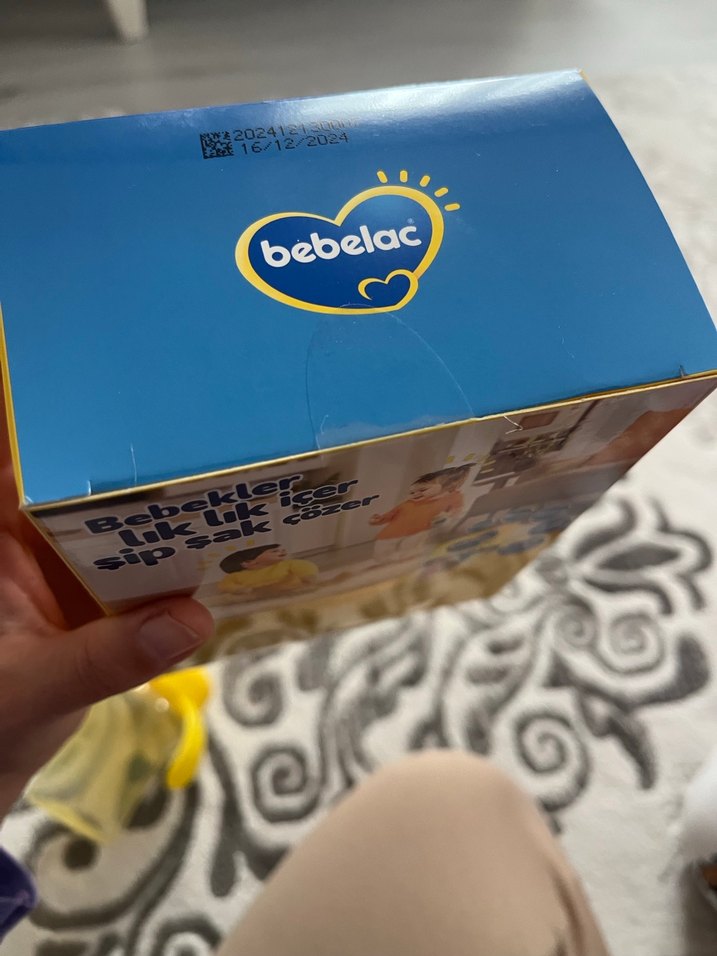 16/12/2024
bebelac
Bebekler
lık lık içer
şip şak çözer